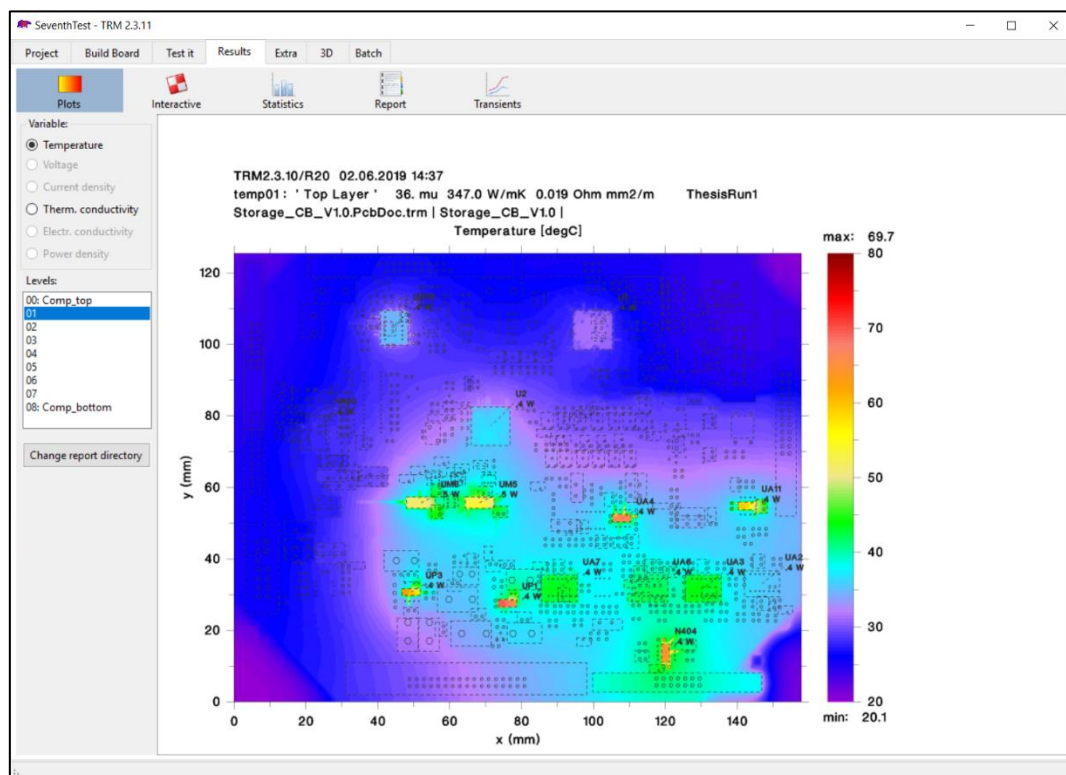 SeventhTest - TRM 2.3.11
Project Build Board Test it Results Extra 3D Batch
Plots Interactive Statistics Report Transients
Variable:
Temperature
Voltage
Current density
Therm. conductivity
Electr. conductivity
Power density
Levels:
00: Comp_top
01
02
03
04
05
06
07
08: Comp_bottom
Change report directory
TRM2.3.10/R20 02.06.2019 14:37
temp01 : ' Top Layer ' 36. mu 347.0 W/mK 0.019 Ohm mm2/m ThesisRun1
Storage_CB_V1.0.PcbDoc.trm | Storage_CB_V1.0 |
Temperature [degC]
max: 69.7
80
70
60
50
40
30
20
min: 20.1
y (mm)
120
100
80
60
40
20
0
U2
.4 W
UM6
.5 W
UM5
.5 W
UA4
.4 W
UA11
.4 W
UP3
.4 W
UP1
.4 W
UA7
.4 W
UA6
.4 W
UA3
.4 W
UA2
.4 W
N404
.4 W
0 20 40 60 80 100 120 140
x (mm)